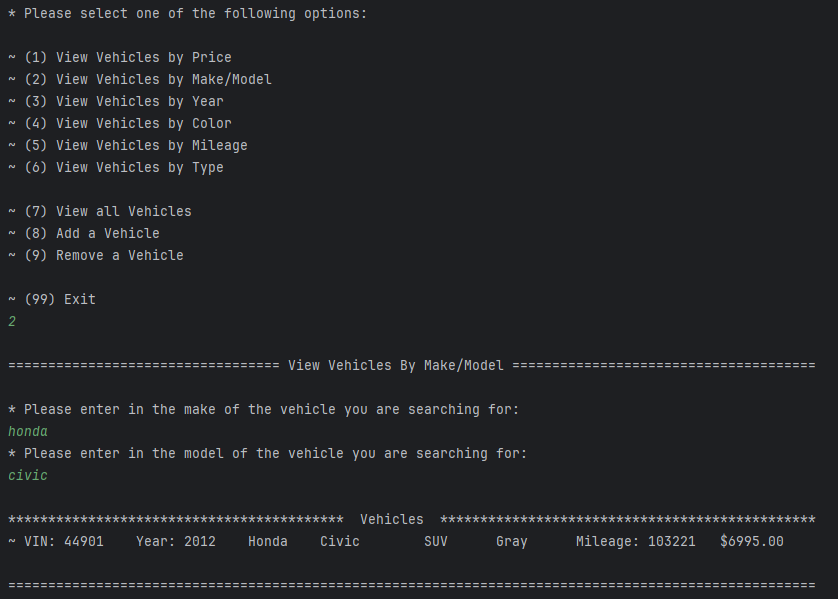 * Please select one of the following options:
~ (1) View Vehicles by Price
~ (2) View Vehicles by Make/Model
~ (3) View Vehicles by Year
~ (4) View Vehicles by Color
~ (5) View Vehicles by Mileage
~ (6) View Vehicles by Type
~ (7) View all Vehicles
~ (8) Add a Vehicle
~ (9) Remove a Vehicle
~ (99) Exit
2
================================== View Vehicles By Make/Model ======================================
* Please enter in the make of the vehicle you are searching for:
honda
* Please enter in the model of the vehicle you are searching for:
civic
******************************************  Vehicles  ***********************************************
~ VIN: 44901    Year: 2012    Honda    Civic        SUV      Gray      Mileage: 103221   $6995.00
=====================================================================================================